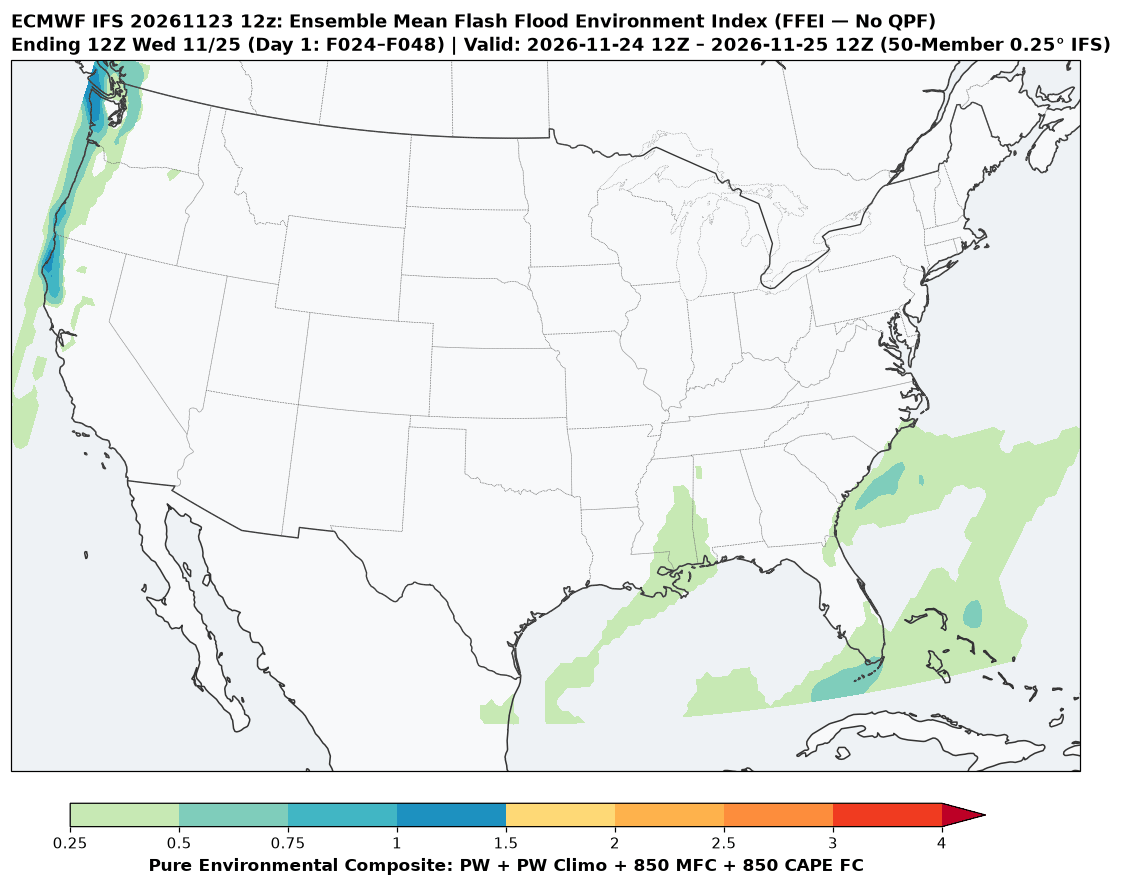 ECMWF IFS 20261123 12z: Ensemble Mean Flash Flood Environment Index (FFEI — No QPF)
Ending 12Z Wed 11/25 (Day 1: F024–F048) | Valid: 2026-11-24 12Z – 2026-11-25 12Z (50-Member 0.25° IFS)
0.25 0.5 0.75 1 1.5 2 2.5 3 4
Pure Environmental Composite: PW + PW Climo + 850 MFC + 850 CAPE FC